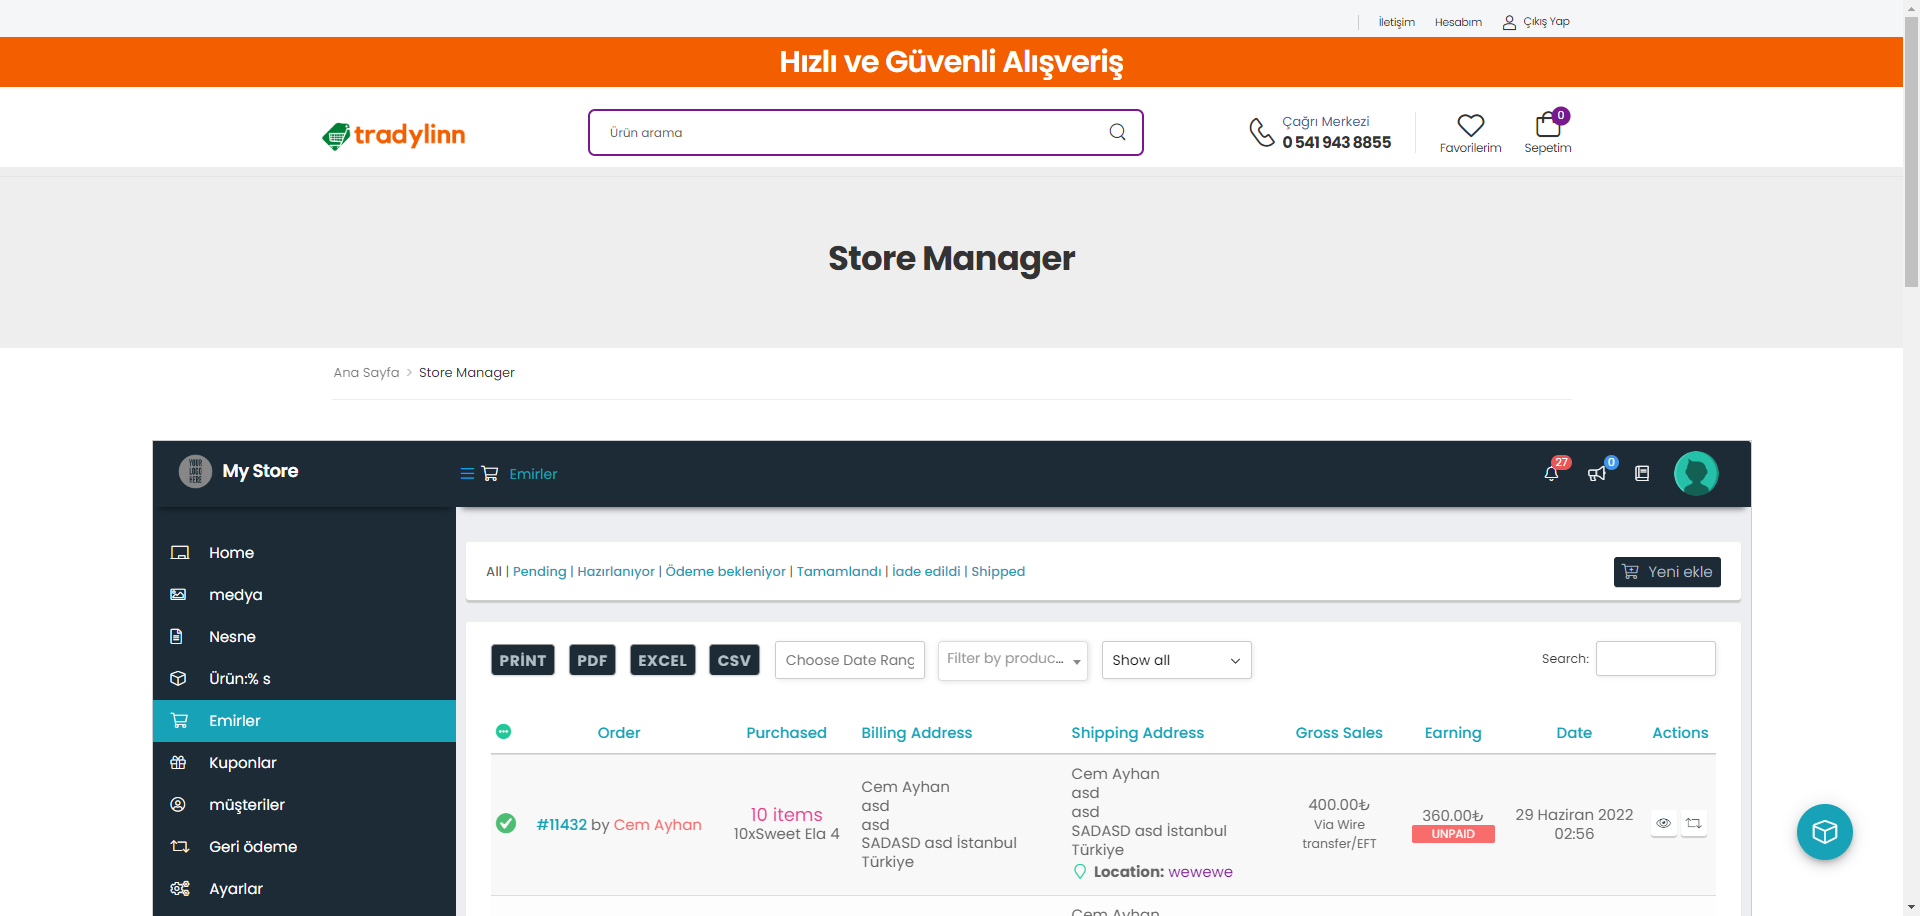 İletişim
Hesabım
Çıkış Yap
Hızlı ve Güvenli Alışveriş
tradylinn
Ürün arama
Çağrı Merkezi
0 541 943 8855
Favorilerim
0
Sepetim
Store Manager
Ana Sayfa > Store Manager
YOUR
LOGO
HERE
My Store
Emirler
27
0
Home
medya
Nesne
Ürün:% s
Emirler
Kuponlar
müşteriler
Geri ödeme
Ayarlar
All | Pending | Hazırlanıyor | Ödeme bekleniyor | Tamamlandı | İade edildi | Shipped
Yeni ekle
PRİNT
PDF
EXCEL
CSV
Choose Date Rang
Filter by produc...
Show all
Search:
Order
Purchased
Billing Address
Shipping Address
Gross Sales
Earning
Date
Actions
#11432 by Cem Ayhan
10 items
10xSweet Ela 4
Cem Ayhan
asd
asd
SADASD asd İstanbul
Türkiye
Cem Ayhan
asd
asd
SADASD asd İstanbul
Türkiye
Location: wewewe
400.00₺
Via Wire
transfer/EFT
360.00₺
UNPAID
29 Haziran 2022
02:56
Cem Ayhan